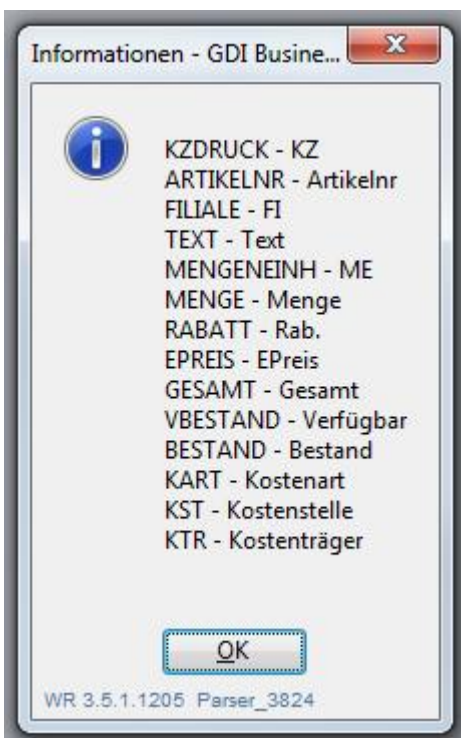 Informationen - GDI Busine...
KZDRUCK - KZ
ARTIKELNR - Artikelnr
FILIALE - FI
TEXT - Text
MENGENEINH - ME
MENGE - Menge
RABATT - Rab.
EPREIS - EPreis
GESAMT - Gesamt
VBESTAND - Verfügbar
BESTAND - Bestand
KART - Kostenart
KST - Kostenstelle
KTR - Kostenträger
OK
WR 3.5.1.1205 Parser_3824